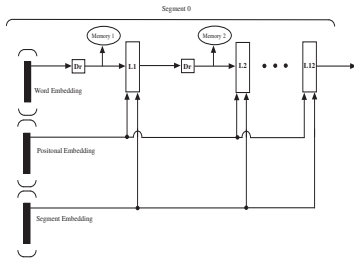 Segment 0
Memory 1
Memory 2
Dr
L1
Dr
L2
L12
Word Embedding
Positonal Embedding
Segment Embedding